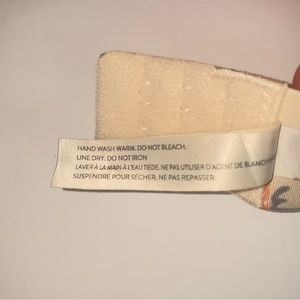 HAND WASH WARM. DO NOT BLEACH.
LINE DRY. DO NOT IRON
LAVER À LA MAIN À L'EAU TIÈDE. NE PAS UTILISER D'AGENT DE BLANCHI
SUSPENDRE POUR SÉCHER. NE PAS REPASSER.